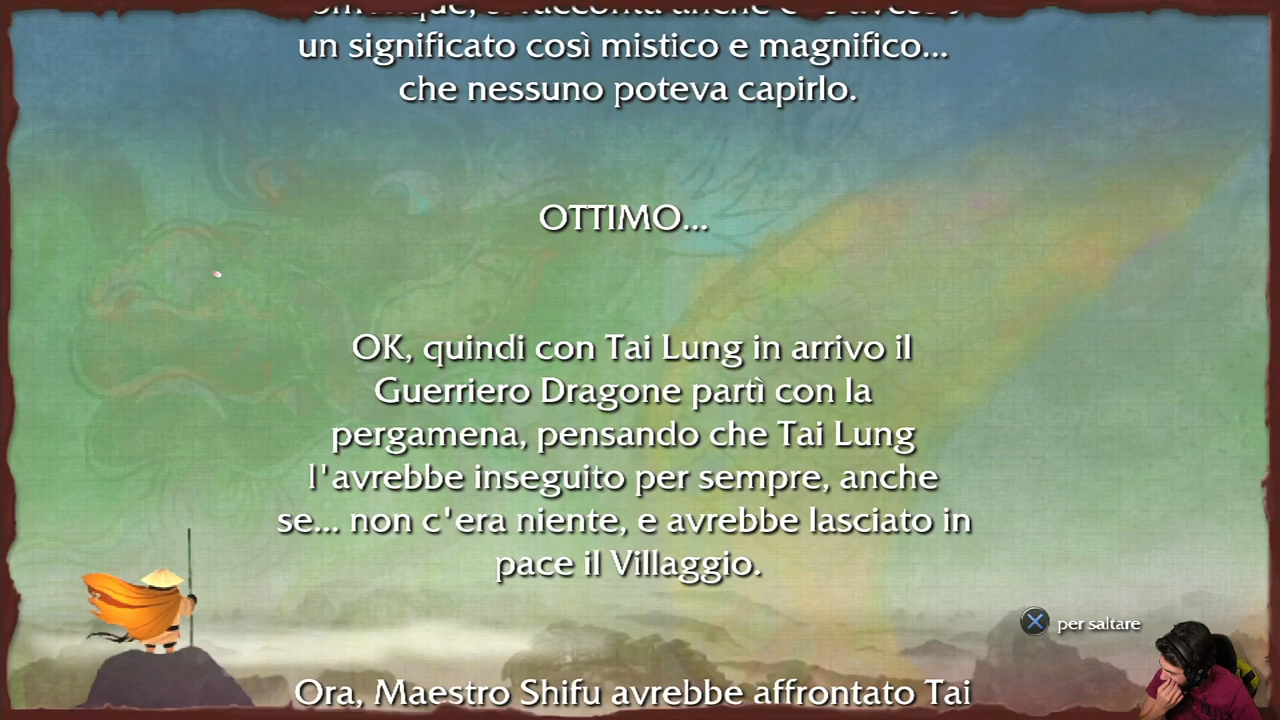 un significato così mistico e magnifico...
che nessuno poteva capirlo.
OTTIMO...
OK, quindi con Tai Lung in arrivo il
Guerriero Dragone partì con la
pergamena, pensando che Tai Lung
l'avrebbe inseguito per sempre, anche
se... non c'era niente, e avrebbe lasciato in
pace il Villaggio.
per saltare
Ora, Maestro Shifu avrebbe affrontato Tai